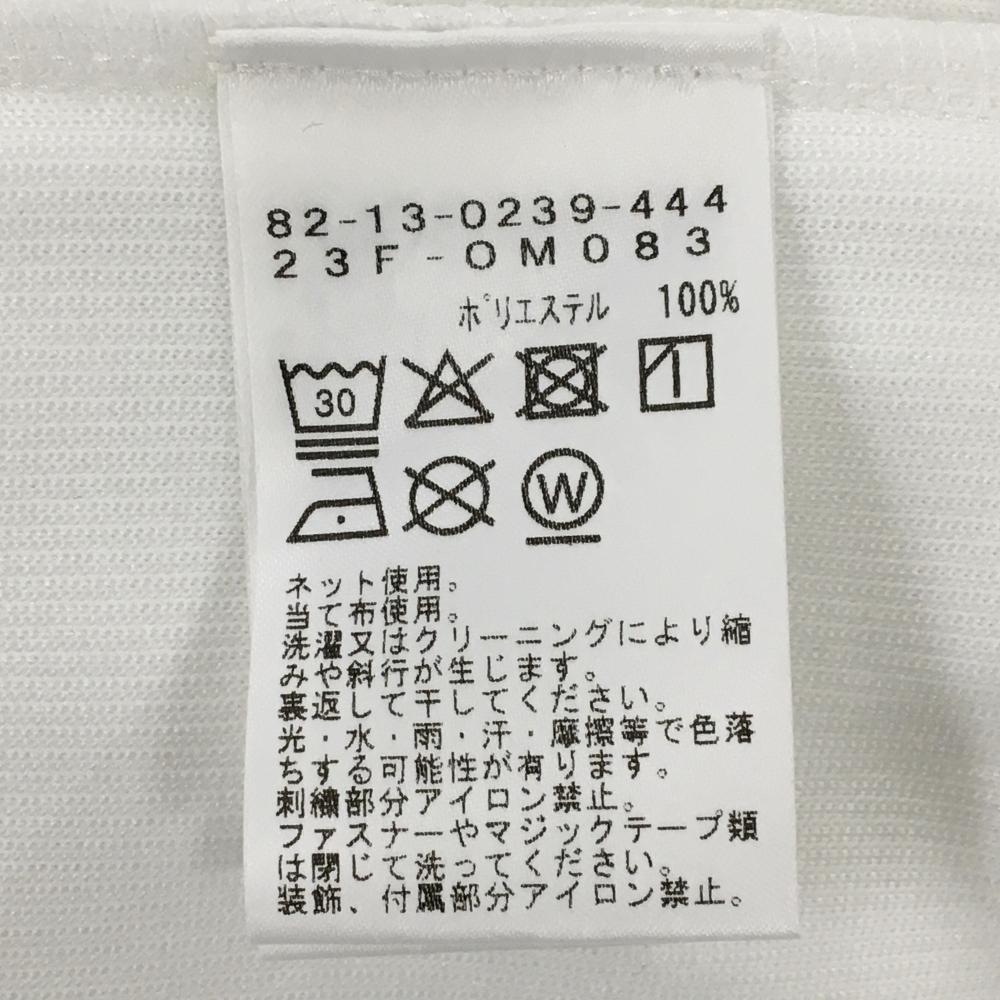 82-13-0239-444
23F-OM083
ポリエステル 100%
30
W
ネット使用。
当て布使用。
洗濯又はクリーニングにより縮
みや斜行が生じます。
裏返して干してください。
光・水・雨・汗・摩擦等で色落
ちする可能性が有ります。
刺繍部分アイロン禁止。
ファスナーやマジックテープ類
は閉じて洗ってください。
装飾、付属部分アイロン禁止。